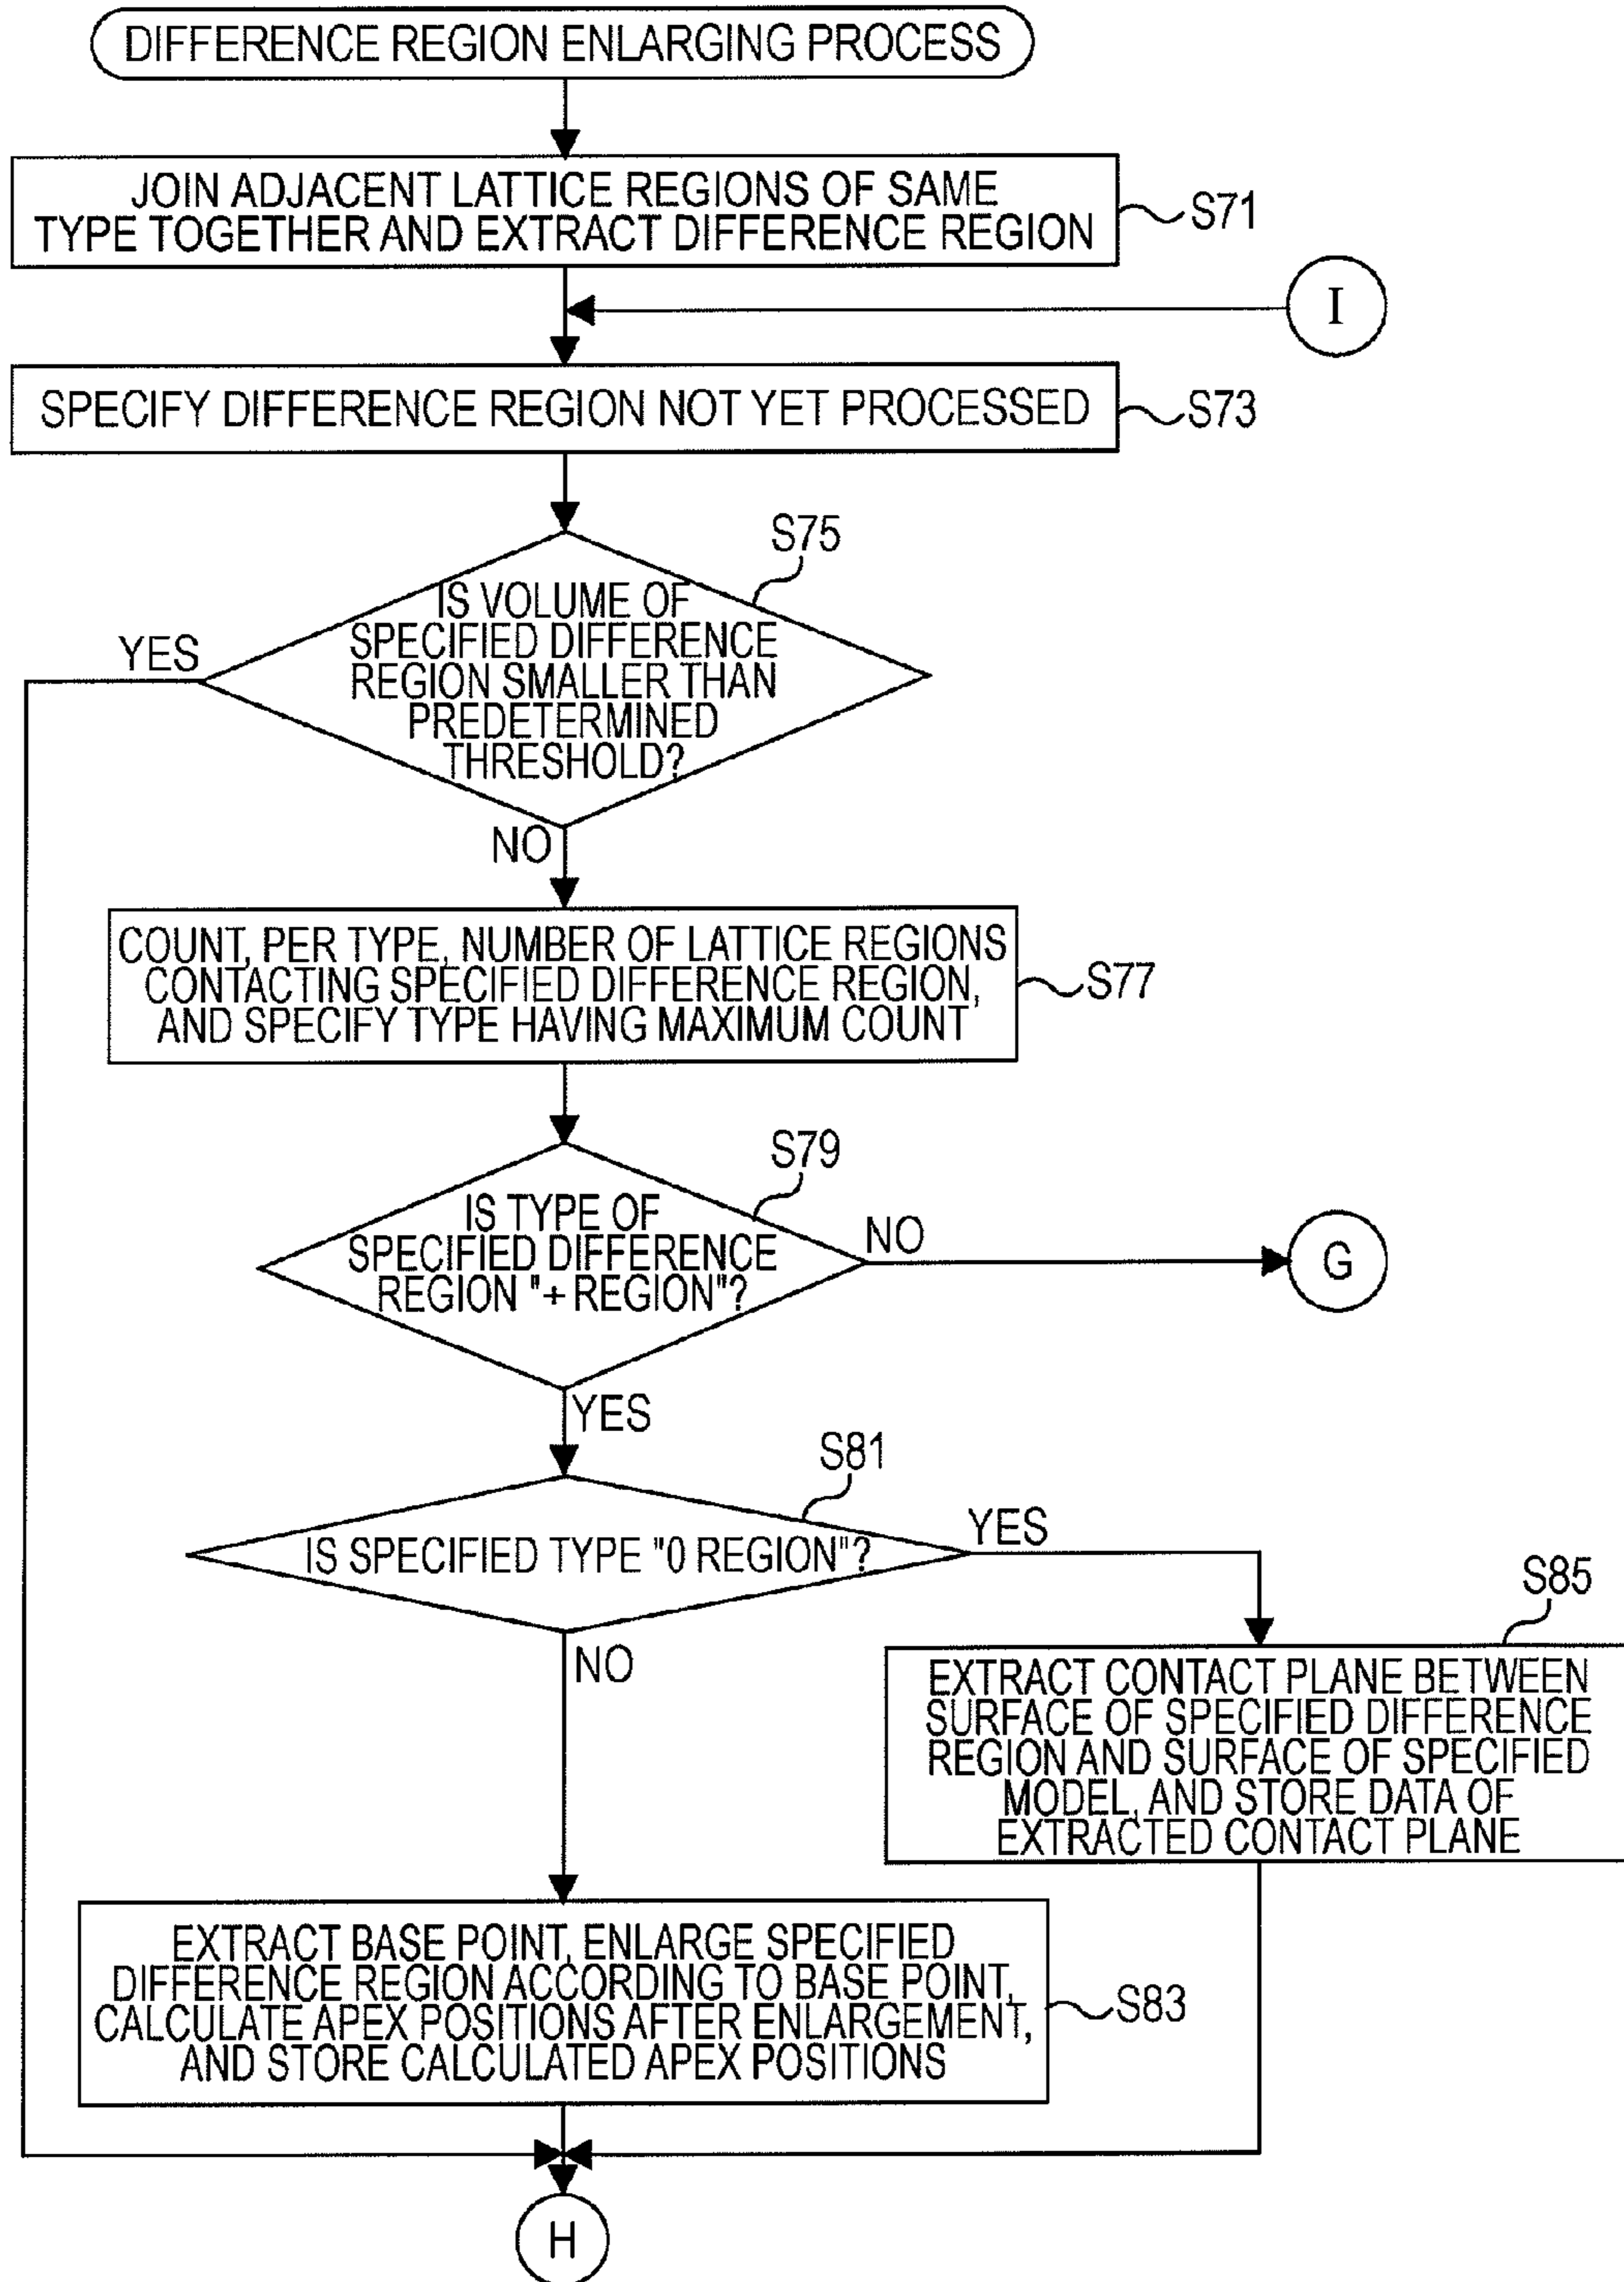 DIFFERENCE REGION ENLARGING PROCESS
JOIN ADJACENT LATTICE REGIONS OF SAME
TYPE TOGETHER AND EXTRACT DIFFERENCE REGION
S71
I
SPECIFY DIFFERENCE REGION NOT YET PROCESSED
S73
S75
IS VOLUME OF
SPECIFIED DIFFERENCE
REGION SMALLER THAN
PREDETERMINED
THRESHOLD?
YES
NO
COUNT, PER TYPE, NUMBER OF LATTICE REGIONS
CONTACTING SPECIFIED DIFFERENCE REGION,
AND SPECIFY TYPE HAVING MAXIMUM COUNT
S77
S79
IS TYPE OF
SPECIFIED DIFFERENCE
REGION "+ REGION"?
NO
G
YES
S81
IS SPECIFIED TYPE "0 REGION"?
YES
NO
S85
EXTRACT CONTACT PLANE BETWEEN
SURFACE OF SPECIFIED DIFFERENCE
REGION AND SURFACE OF SPECIFIED
MODEL, AND STORE DATA OF
EXTRACTED CONTACT PLANE
EXTRACT BASE POINT, ENLARGE SPECIFIED
DIFFERENCE REGION ACCORDING TO BASE POINT,
CALCULATE APEX POSITIONS AFTER ENLARGEMENT,
AND STORE CALCULATED APEX POSITIONS
S83
H